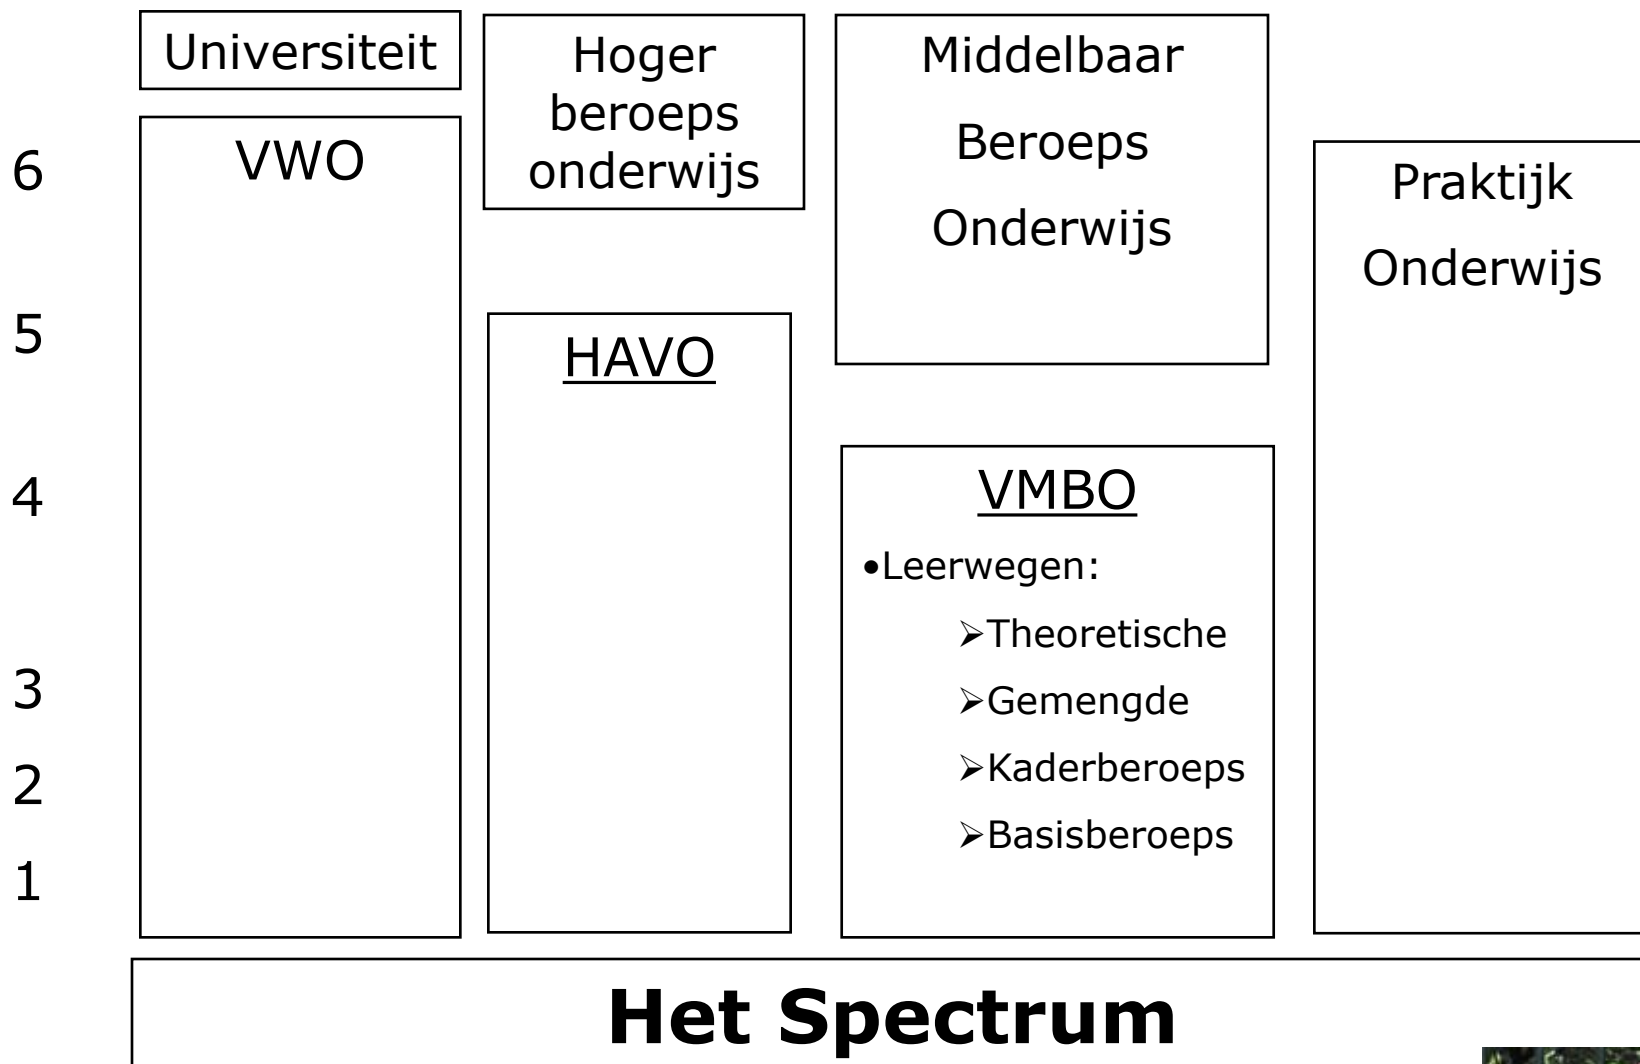 Universiteit
Hoger
beroeps
onderwijs
Middelbaar
Beroeps
Onderwijs
6
VWO
Praktijk
Onderwijs
5
HAVO
4
VMBO
•Leerwegen:
➢Theoretische
3
➢Gemengde
2
➢Kaderberoeps
➢Basisberoeps
1
Het Spectrum